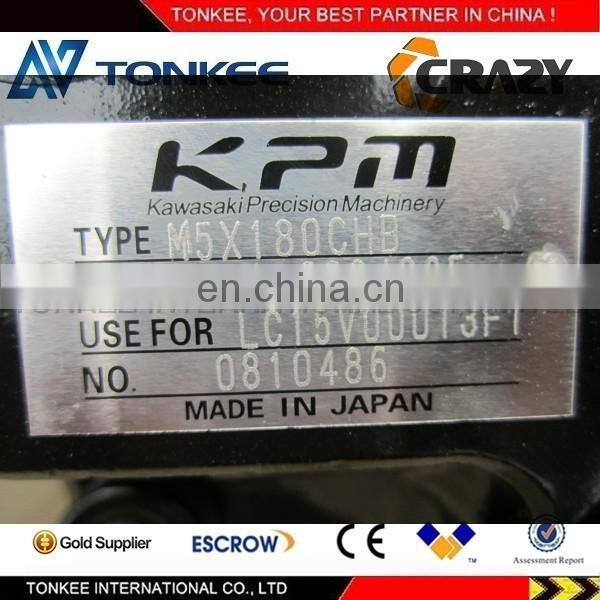 TONKEE, YOUR BEST PARTNER IN CHINA !
TONKEE
CRAZY
KPM
Kawasaki Precision Machinery
TYPE M5X180CHB
en.china.cn
USE FOR LC15V00013F1
NO. 0810486
MADE IN JAPAN
Gold Supplier
ESCROW
CE
Assessment Report
TONKEE INTERNATIONAL CO., LTD